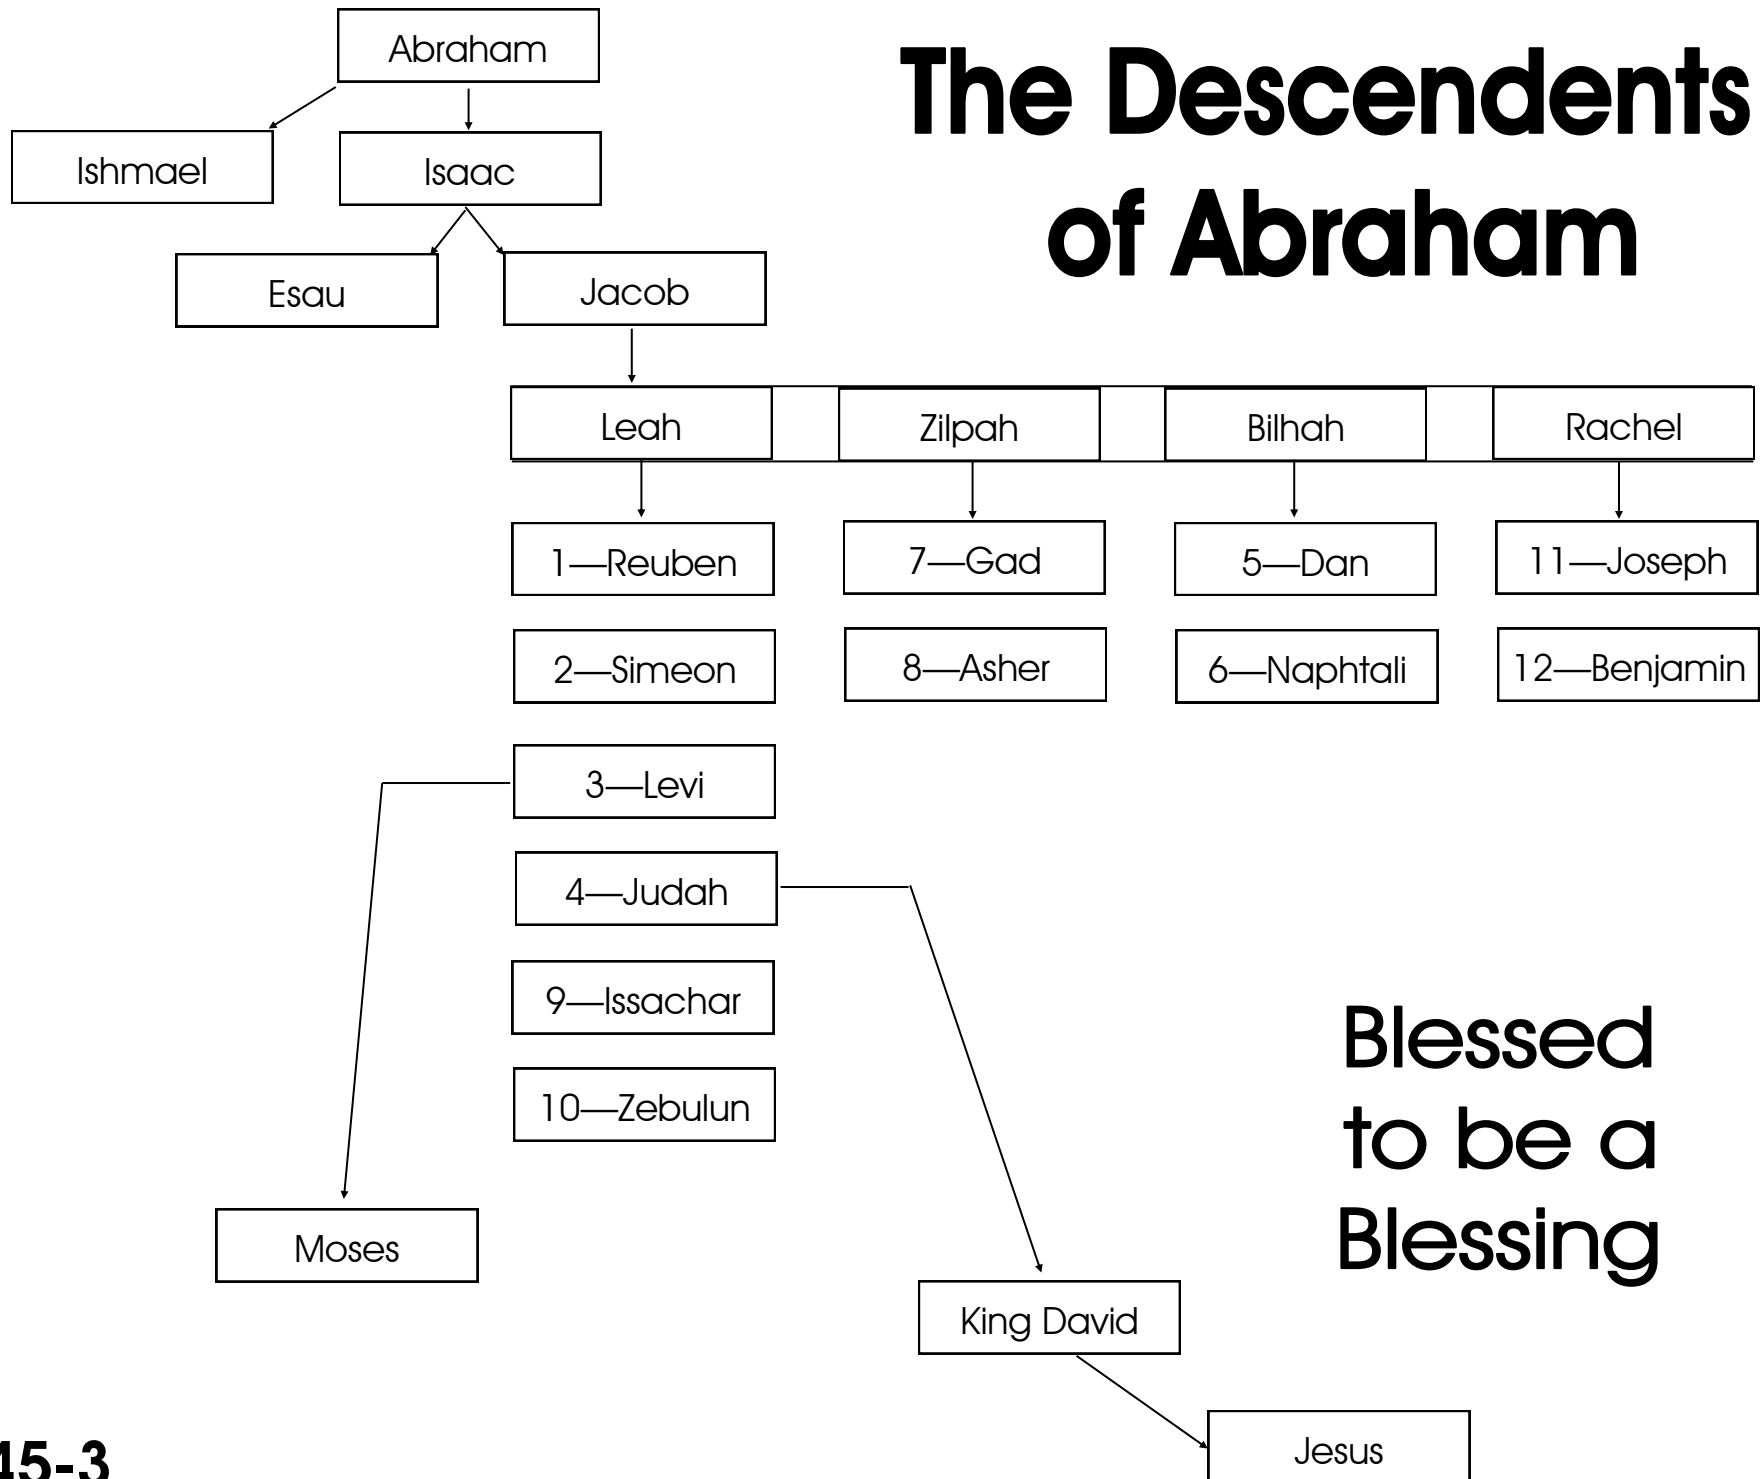 The Descendents
of Abraham
Abraham
Ishmael
Isaac
Esau
Jacob
Leah
Zilpah
Bilhah
Rachel
1—Reuben
7—Gad
5—Dan
11—Joseph
2—Simeon
8—Asher
6—Naphtali
12—Benjamin
3—Levi
4—Judah
9—Issachar
10—Zebulun
Blessed
to be a
Blessing
Moses
King David
Jesus
45-3